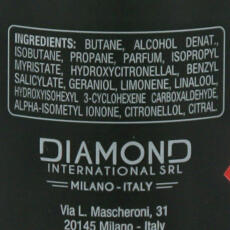 INGREDIENTS: BUTANE, ALCOHOL DENAT.,
ISOBUTANE, PROPANE, PARFUM, ISOPROPYL
MYRISTATE, HYDROXYCITRONELLAL, BENZYL
SALICYLATE, GERANIOL, LIMONENE, LINALOOL,
HYDROXYISOHEXYL 3-CYCLOHEXENE CARBOXALDEHYDE,
ALPHA-ISOMETYL IONONE, CITRONELLOL, CITRAL.
DIAMOND
INTERNATIONAL SRL
MILANO - ITALY
Via L. Mascheroni, 31
20145 Milano - Italy